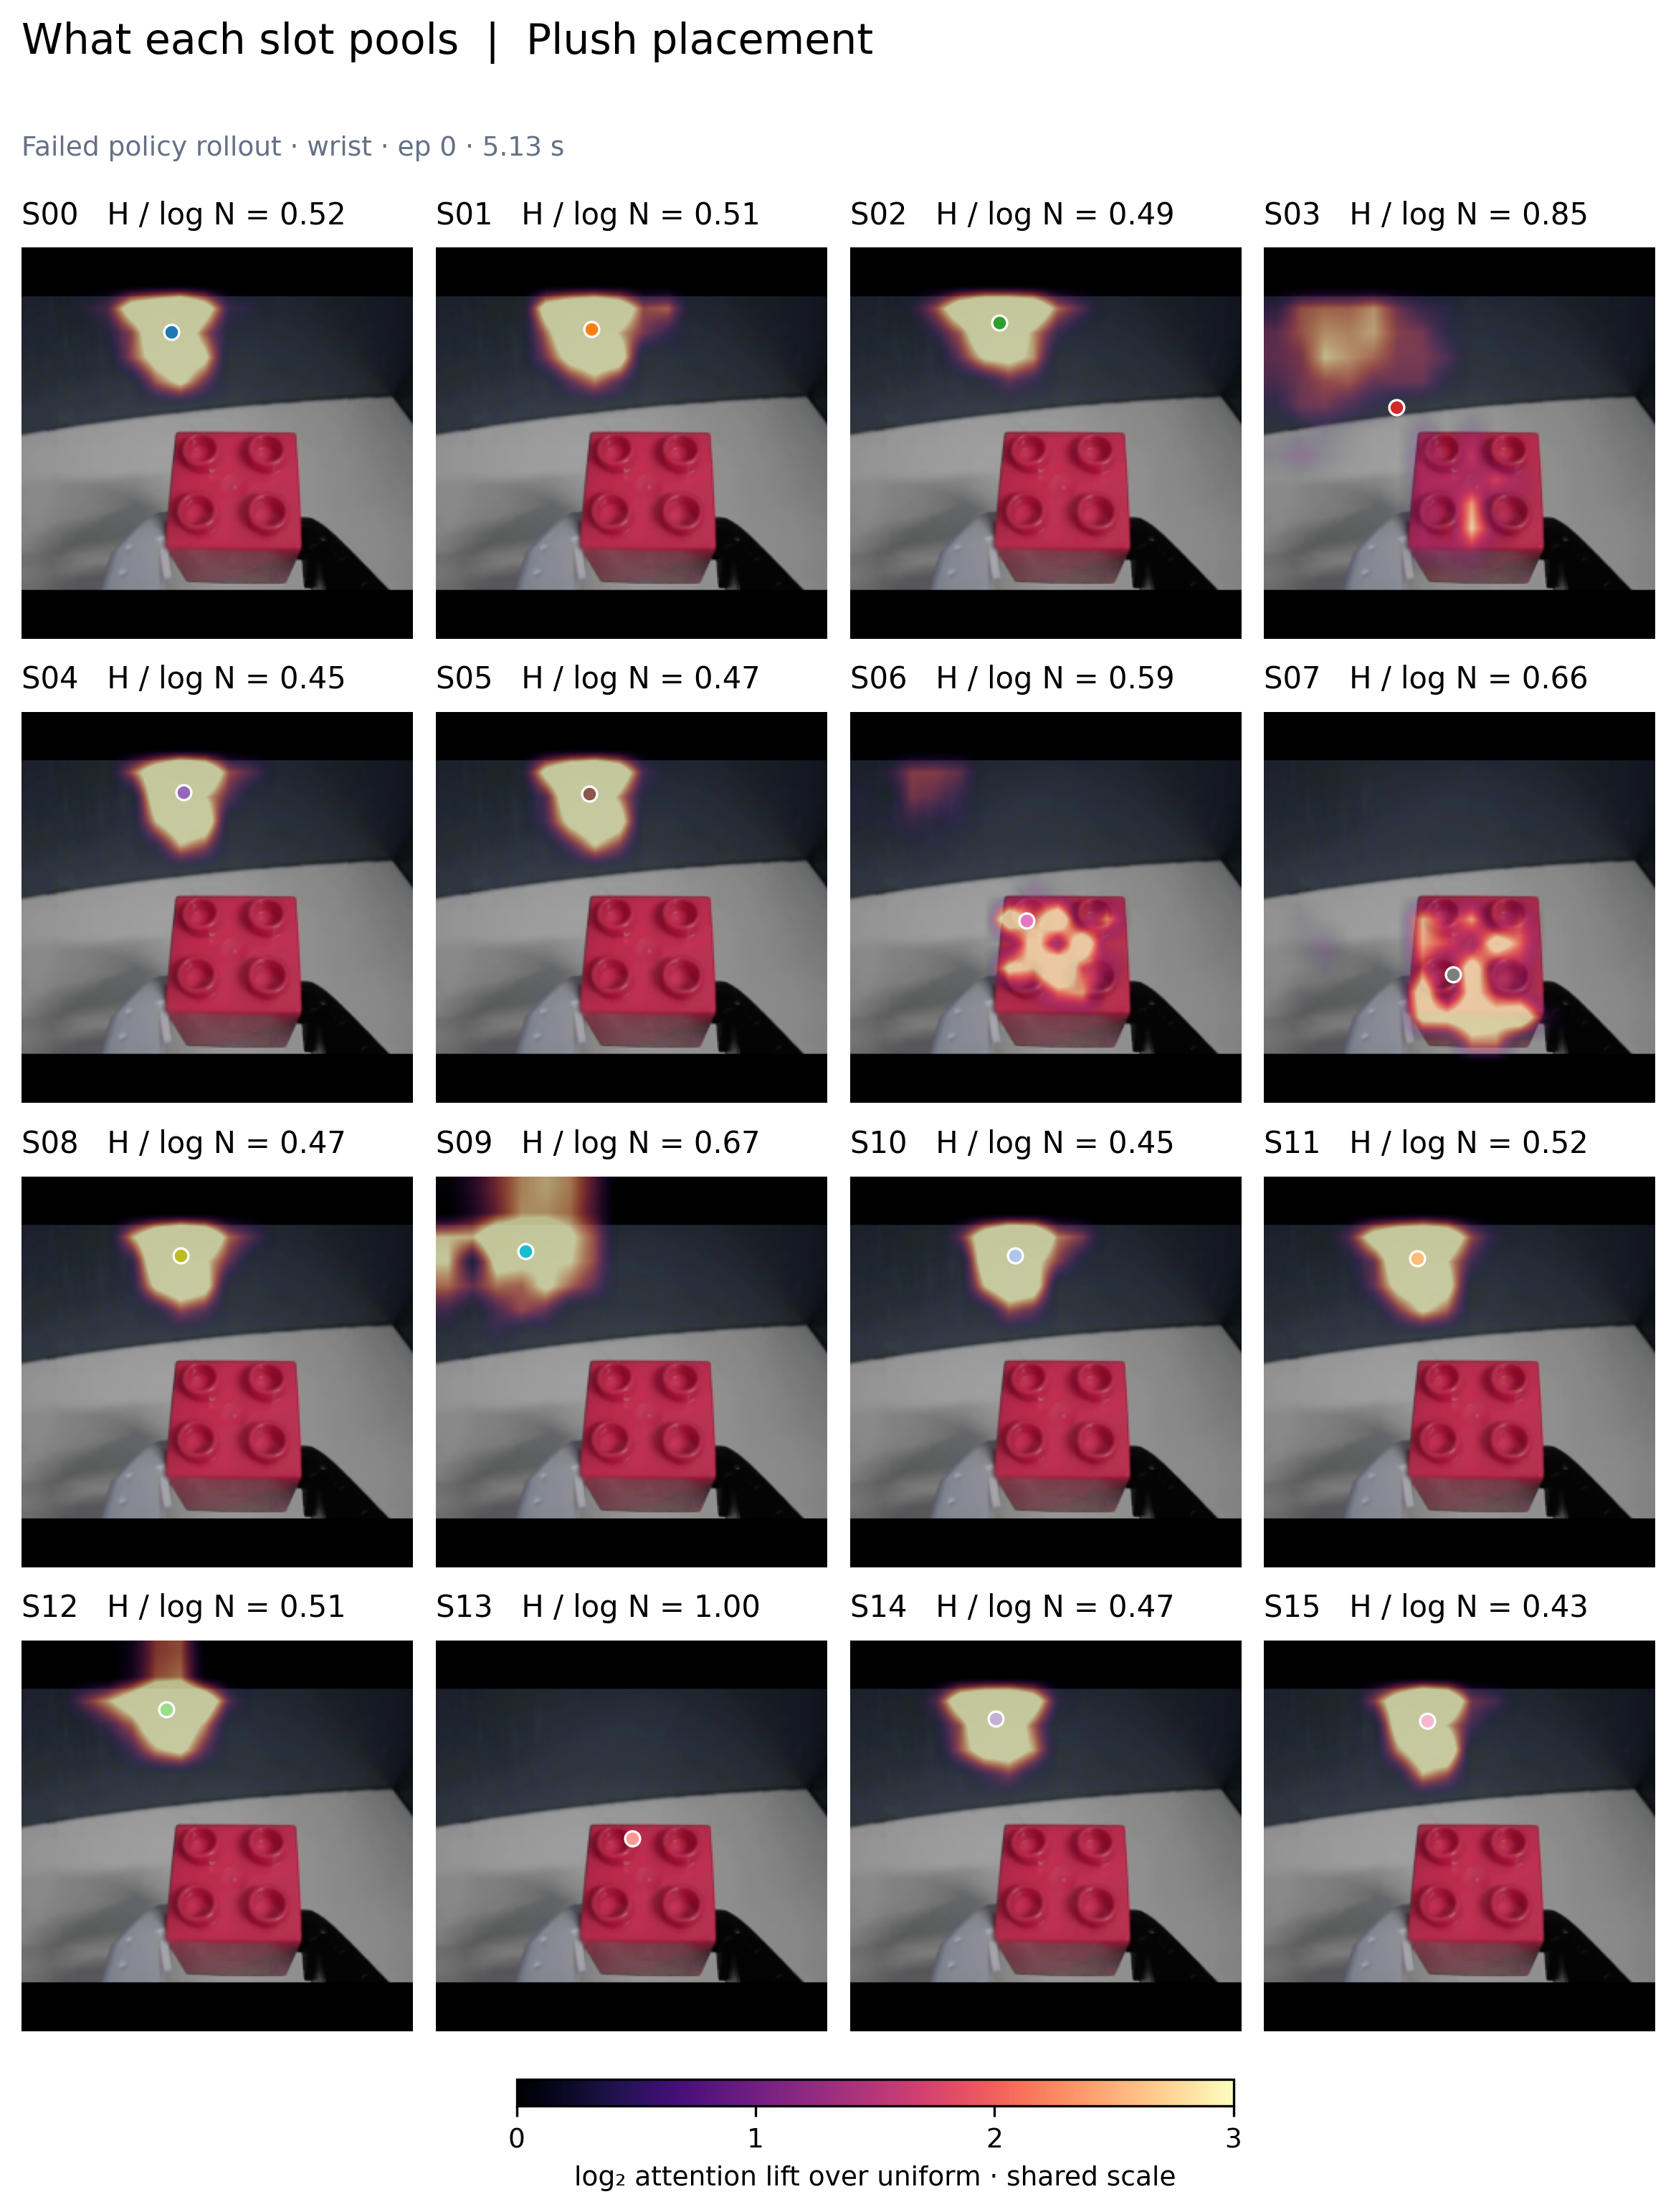 What each slot pools | Plush placement
Failed policy rollout · wrist · ep 0 · 5.13 s
S00 H / log N = 0.52
S01 H / log N = 0.51
S02 H / log N = 0.49
S03 H / log N = 0.85
S04 H / log N = 0.45
S05 H / log N = 0.47
S06 H / log N = 0.59
S07 H / log N = 0.66
S08 H / log N = 0.47
S09 H / log N = 0.67
S10 H / log N = 0.45
S11 H / log N = 0.52
S12 H / log N = 0.51
S13 H / log N = 1.00
S14 H / log N = 0.47
S15 H / log N = 0.43
0 1 2 3
log₂ attention lift over uniform · shared scale